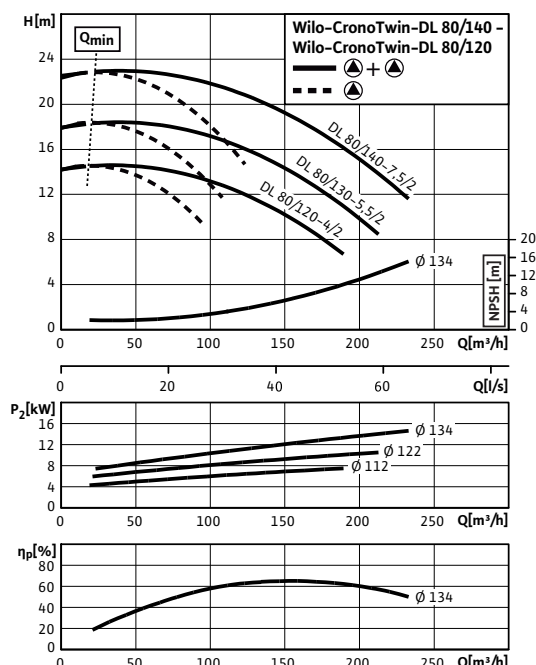 H[m]
Wilo-CronoTwin-DL 80/140 -
Wilo-CronoTwin-DL 80/120
+
Qmin
24
20
16
12
8
4
0
DL 80/140-7,5/2
DL 80/130-5,5/2
DL 80/120-4/2
Ø 134
20
16
12
8
4
0
NPSH [m]
0 50 100 150 200 250 Q[m³/h]
0 20 40 60 Q[l/s]
P2[kW]
16
12
8
4
0
Ø 134
Ø 122
Ø 112
0 50 100 150 200 250 Q[m³/h]
ηp[%]
80
60
40
20
0
Ø 134
0 50 100 150 200 250 Q[m³/h]